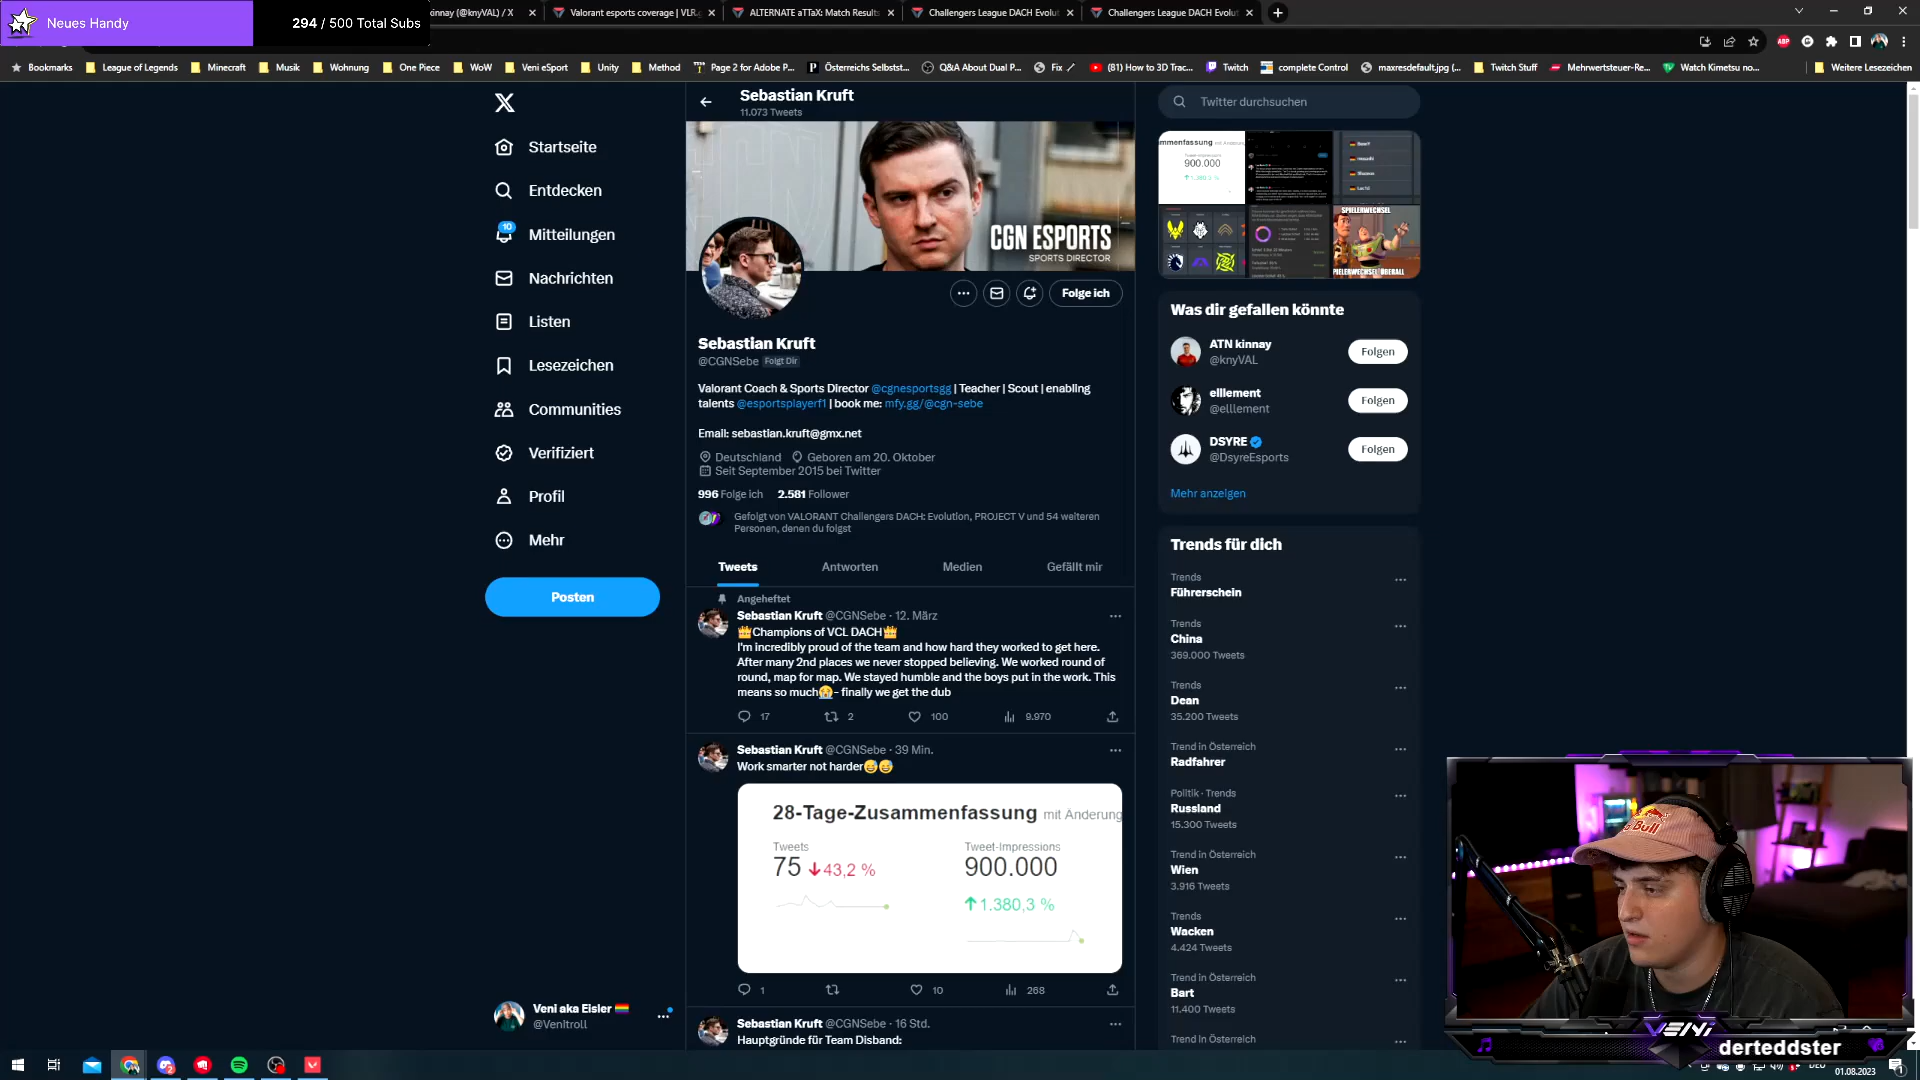 Neues Handy
294 / 500 Total Subs
kinnay (@knyVAL) / X
Valorant esports coverage | VLR.g
ALTERNATE aTTaX: Match Results
Challengers League DACH Evolut
Challengers League DACH Evolut
Bookmarks
League of Legends
Minecraft
Musik
Wohnung
One Piece
WoW
Veni eSport
Unity
Method
Page 2 for Adobe P...
Österreichs Selbstst...
Q&A About Dual P...
Fix
(81) How to 3D Trac...
Twitch
complete Control
maxresdefault.jpg (...
Twitch Stuff
Mehrwertsteuer-Re...
Watch Kimetsu no...
Weitere Lesezeichen
Startseite
Entdecken
10
Mitteilungen
Nachrichten
Listen
Lesezeichen
Communities
Verifiziert
Profil
Mehr
Posten
Veni aka Eisler
@Venitroll
Sebastian Kruft
11.073 Tweets
CGN ESPORTS
SPORTS DIRECTOR
Folge ich
Sebastian Kruft
@CGNSebe Folgt Dir
Valorant Coach & Sports Director @cgnesportsgg | Teacher | Scout | enabling
talents @esportsplayerf1 | book me: mfy.gg/@cgn-sebe
Email: sebastian.kruft@gmx.net
Deutschland Geboren am 20. Oktober
Seit September 2015 bei Twitter
996 Folge ich 2.581 Follower
Gefolgt von VALORANT Challengers DACH: Evolution, PROJECT V und 54 weiteren
Personen, denen du folgst
Tweets
Antworten
Medien
Gefällt mir
Angeheftet
Sebastian Kruft @CGNSebe · 12. März
👑Champions of VCL DACH👑
I'm incredibly proud of the team and how hard they worked to get here.
After many 2nd places we never stopped believing. We worked round of
round, map for map. We stayed humble and the boys put in the work. This
means so much😭- finally we get the dub
17
2
100
9.970
Sebastian Kruft @CGNSebe · 39 Min.
Work smarter not harder😅😅
28-Tage-Zusammenfassung mit Änderung
Tweets
75 ↓43,2 %
Tweet-Impressions
900.000
↑1.380,3 %
1
10
268
Sebastian Kruft @CGNSebe · 16 Std.
Hauptgründe für Team Disband:
Twitter durchsuchen
900.000
SPIELERWECHSEL
SPIELERWECHSEL ÜBERALL
Was dir gefallen könnte
ATN kinnay
@knyVAL
Folgen
elllement
@elllement
Folgen
DSYRE
@DsyreEsports
Folgen
Mehr anzeigen
Trends für dich
Trends
Führerschein
Trends
China
369.000 Tweets
Trends
Dean
35.200 Tweets
Trend in Österreich
Radfahrer
Politik · Trends
Russland
15.300 Tweets
Trend in Österreich
Wien
3.916 Tweets
Trends
Wacken
4.424 Tweets
Trend in Österreich
Bart
11.400 Tweets
Trend in Österreich
Red Bull
VENI
derteddster
DEU
01.08.2023